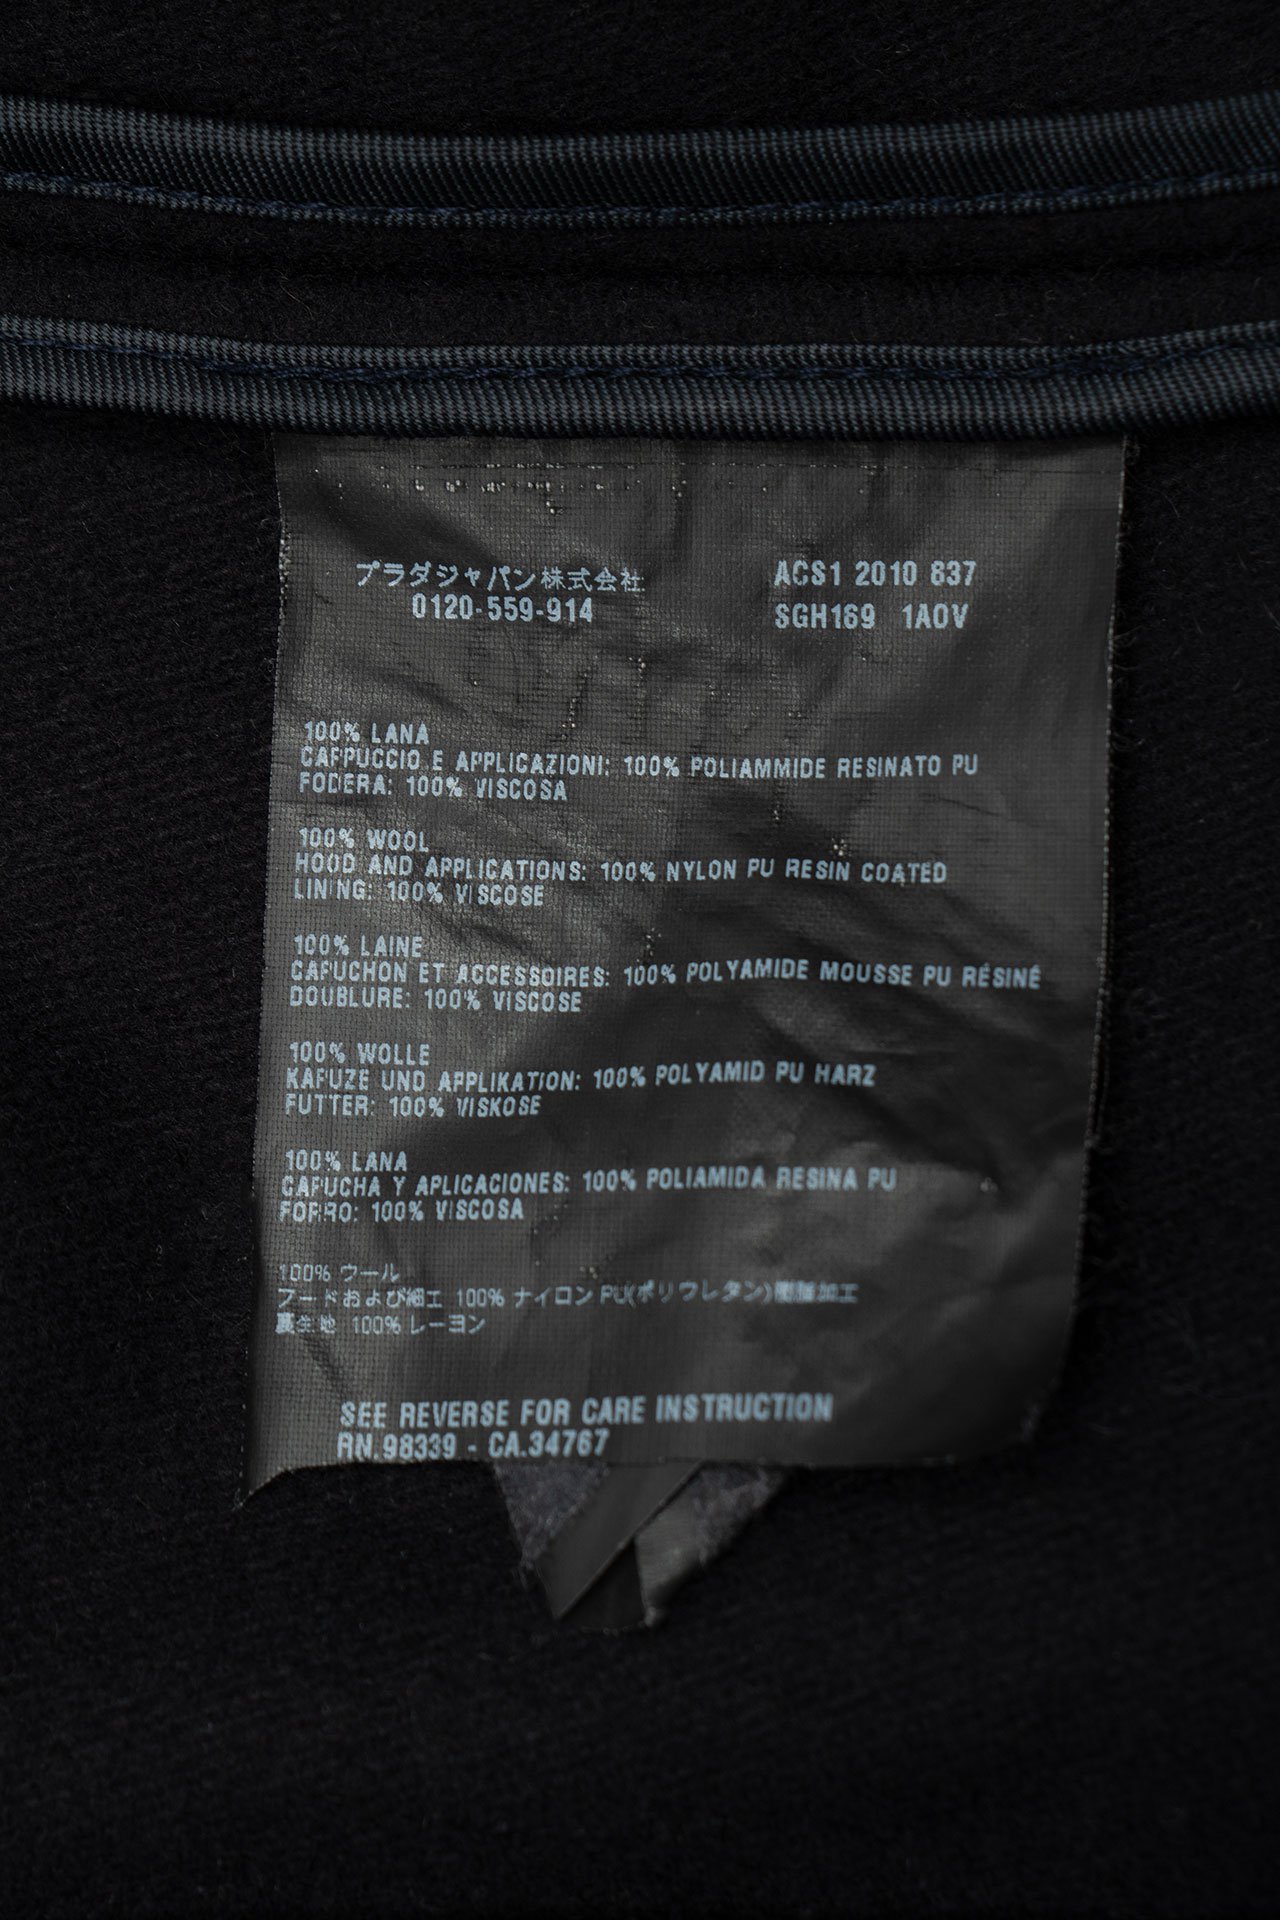 プラダジャパン株式会社
0120-559-914
ACS1 2010 837
SGH169 1AOV
100% LANA
CAPPUCCIO E APPLICAZIONI: 100% POLIAMMIDE RESINATO PU
FODERA: 100% VISCOSA
100% WOOL
HOOD AND APPLICATIONS: 100% NYLON PU RESIN COATED
LINING: 100% VISCOSE
100% LAINE
CAPUCHON ET ACCESSOIRES: 100% POLYAMIDE MOUSSE PU RÉSINÉ
DOUBLURE: 100% VISCOSE
100% WOLLE
KAPUZE UND APPLIKATION: 100% POLYAMID PU HARZ
FUTTER: 100% VISKOSE
100% LANA
CAPUCHA Y APLICACIONES: 100% POLIAMIDA RESINA PU
FORRO: 100% VISCOSA
100% ウール
フードおよび細工 100% ナイロン PU(ポリウレタン)樹脂加工
裏生地 100% レーヨン
SEE REVERSE FOR CARE INSTRUCTION
RN.98339 - CA.34767